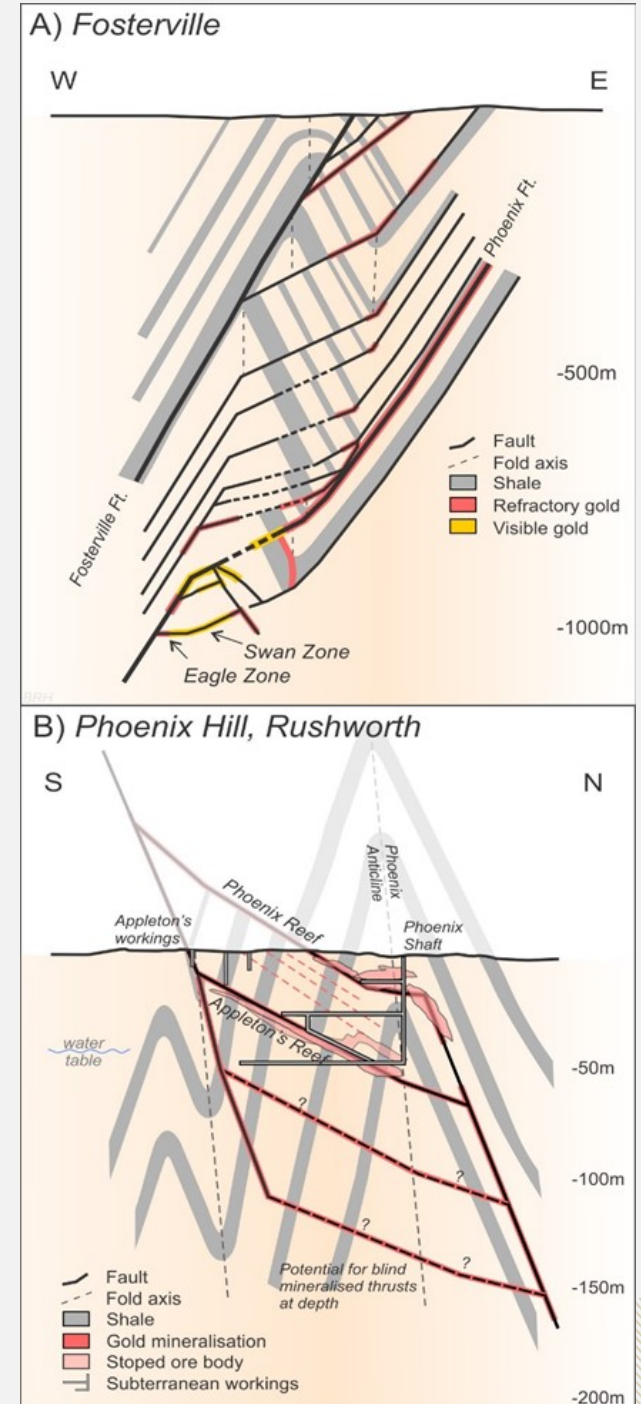 A) Fosterville
W
E
Phoenix Ft.
-500m
Fault
Fold axis
Shale
Refractory gold
Visible gold
Fosterville Ft.
-1000m
Swan Zone
Eagle Zone
BRH
B) Phoenix Hill, Rushworth
S
N
Phoenix
Anticline
Phoenix Reef
Appleton's
workings
Phoenix
Shaft
Appleton's Reef
water
table
-50m
?
?
-100m
?
?
Potential for blind
mineralised thrusts
at depth
-150m
Fault
Fold axis
Shale
Gold mineralisation
Stoped ore body
Subterranean workings
-200m